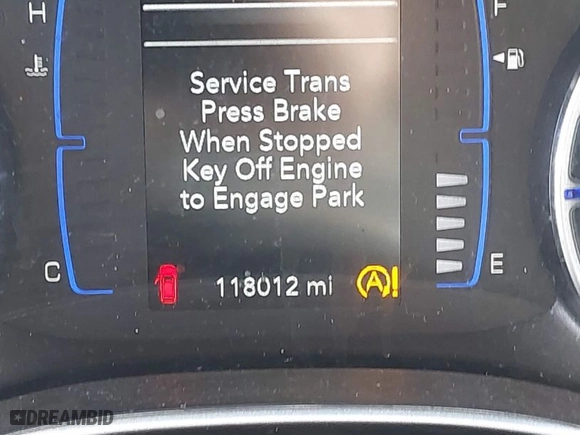 H
F
Service Trans
Press Brake
When Stopped
Key Off Engine
to Engage Park
C
118012 mi
A!
E
DREAMBID